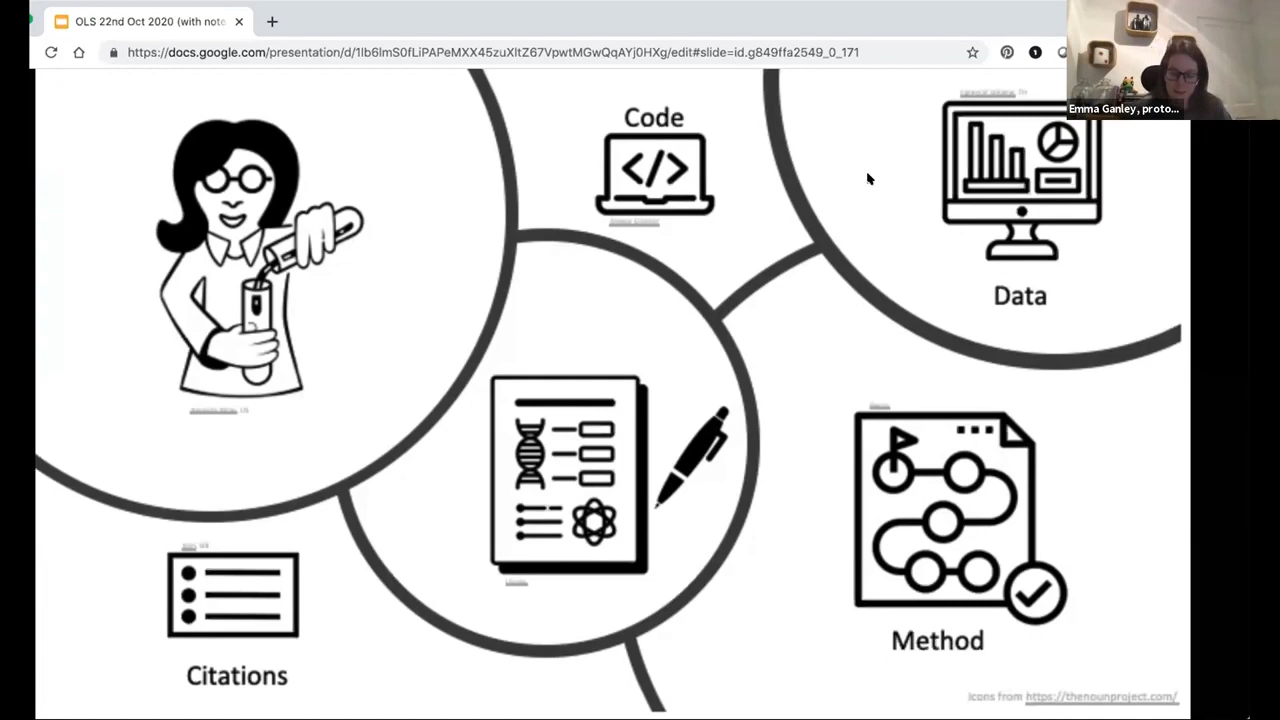 OLS 22nd Oct 2020 (with note
https://docs.google.com/presentation/d/1lb6lmS0fLiPAPeMXX45zuXltZ67VpwtMGwQqAYj0HXg/edit#slide=id.g849ffa2549_0_171
Emma Ganley, proto...
Code
</>
Data
Citations
Method
Icons from https://thenounproject.com/